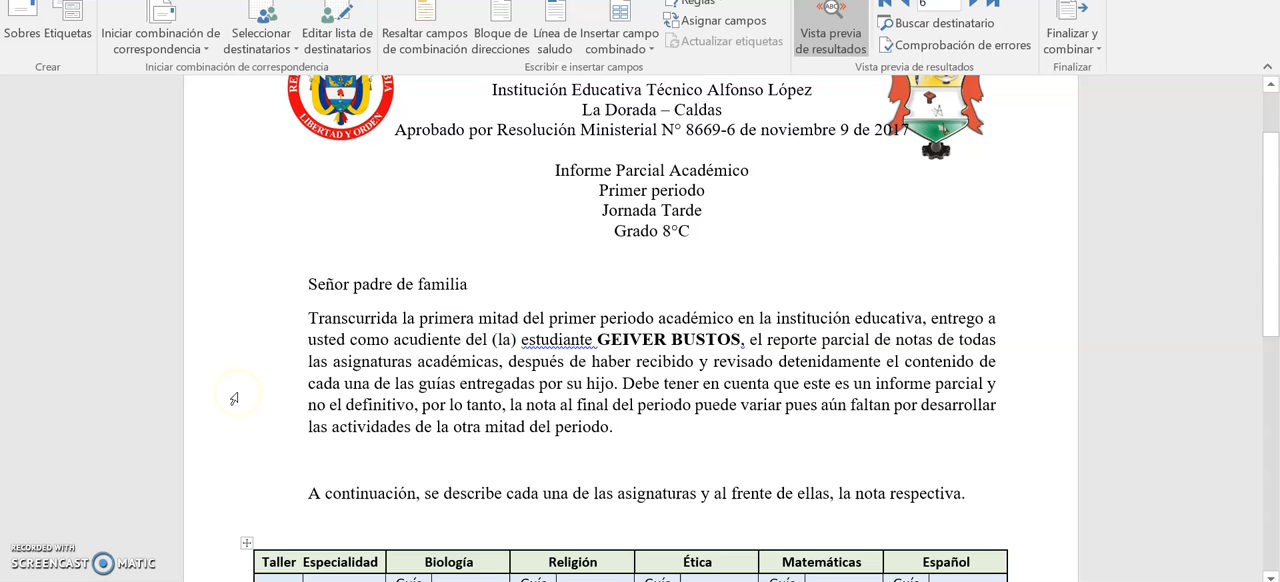 Reglas
6
Sobres Etiquetas
Iniciar combinación de correspondencia
Seleccionar destinatarios
Editar lista de destinatarios
Resaltar campos de combinación
Bloque de direcciones
Línea de saludo
Insertar campo combinado
Asignar campos
Actualizar etiquetas
ABC
Vista previa de resultados
Buscar destinatario
Comprobación de errores
Finalizar y combinar
Crear
Iniciar combinación de correspondencia
Escribir e insertar campos
Vista previa de resultados
Finalizar
LIBERTAD Y ORDEN
Institución Educativa Técnico Alfonso López
La Dorada – Caldas
Aprobado por Resolución Ministerial N° 8669-6 de noviembre 9 de 2017
Informe Parcial Académico
Primer periodo
Jornada Tarde
Grado 8°C
Señor padre de familia
Transcurrida la primera mitad del primer periodo académico en la institución educativa, entrego a
usted como acudiente del (la) estudiante GEIVER BUSTOS, el reporte parcial de notas de todas
las asignaturas académicas, después de haber recibido y revisado detenidamente el contenido de
cada una de las guías entregadas por su hijo. Debe tener en cuenta que este es un informe parcial y
no el definitivo, por lo tanto, la nota al final del periodo puede variar pues aún faltan por desarrollar
las actividades de la otra mitad del periodo.
A continuación, se describe cada una de las asignaturas y al frente de ellas, la nota respectiva.
Taller Especialidad Biología Religión Ética Matemáticas Español
Guía Guía Guía Guía Guía
RECORDED WITH
SCREENCAST MATIC